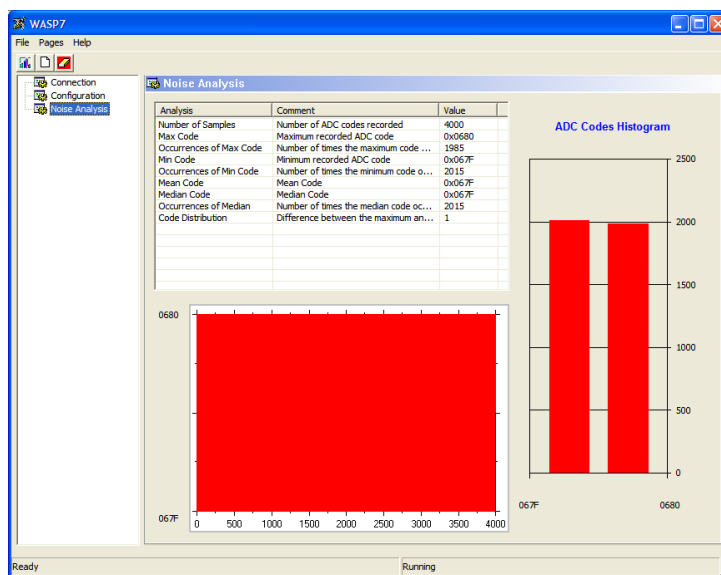 WASP7
File Pages Help
Connection
Configuration
Noise Analysis
Noise Analysis
Analysis Comment Value
Number of Samples Number of ADC codes recorded 4000
Max Code Maximum recorded ADC code 0x0680
Occurrences of Max Code Number of times the maximum code ... 1985
Min Code Minimum recorded ADC code 0x067F
Occurrences of Min Code Number of times the minimum code o... 2015
Mean Code Mean Code 0x067F
Median Code Median Code 0x067F
Occurrences of Median Number of times the median code oc... 2015
Code Distribution Difference between the maximum an... 1
ADC Codes Histogram
2500
2000
1500
1000
500
0
067F 0680
0680
067F
0 500 1000 1500 2000 2500 3000 3500 4000
Ready Running